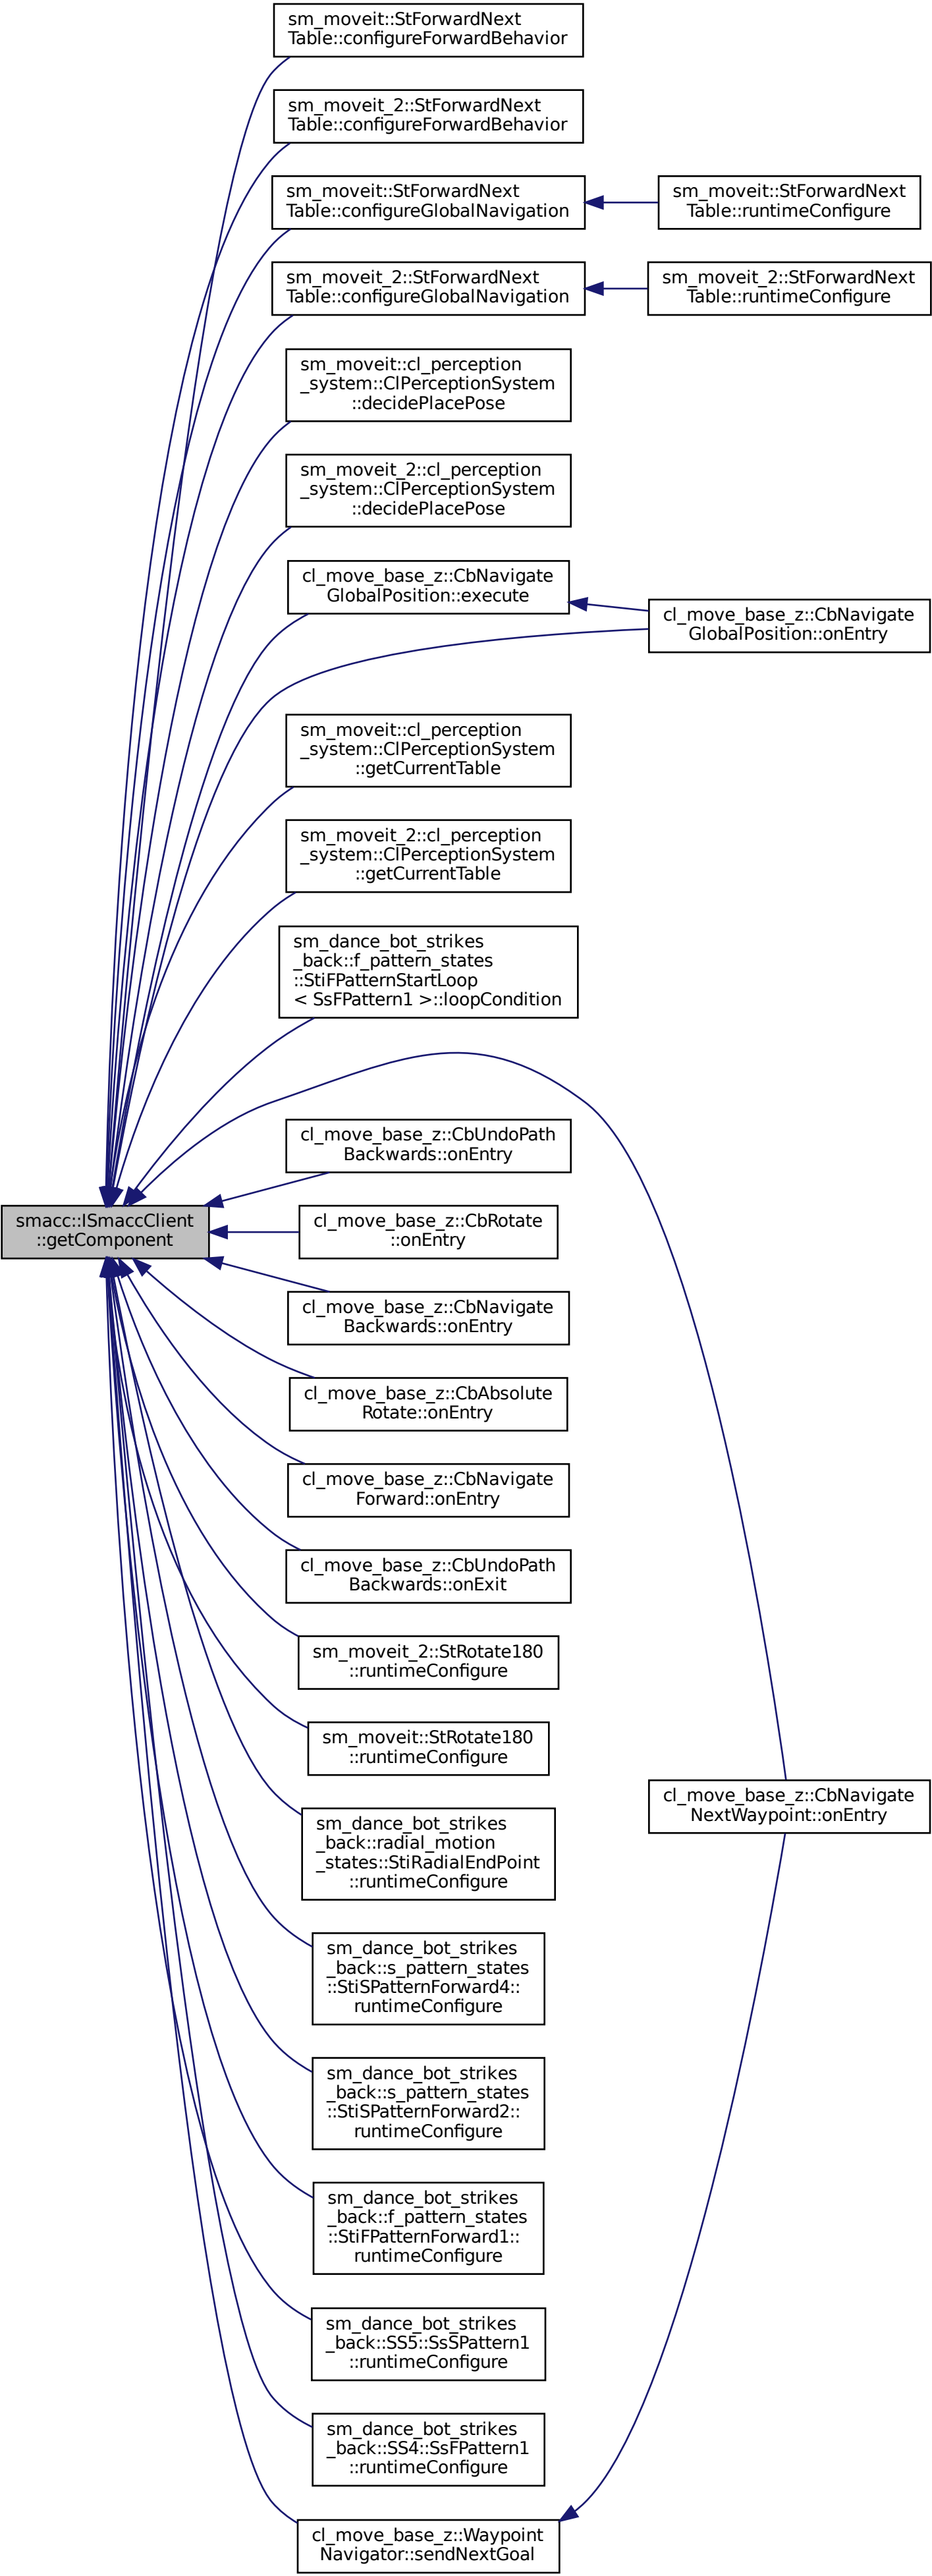 sm_moveit::StForwardNext
Table::configureForwardBehavior
sm_moveit_2::StForwardNext
Table::configureForwardBehavior
sm_moveit::StForwardNext
Table::configureGlobalNavigation
sm_moveit::StForwardNext
Table::runtimeConfigure
sm_moveit_2::StForwardNext
Table::configureGlobalNavigation
sm_moveit_2::StForwardNext
Table::runtimeConfigure
sm_moveit::cl_perception
_system::ClPerceptionSystem
::decidePlacePose
sm_moveit_2::cl_perception
_system::ClPerceptionSystem
::decidePlacePose
cl_move_base_z::CbNavigate
GlobalPosition::execute
cl_move_base_z::CbNavigate
GlobalPosition::onEntry
sm_moveit::cl_perception
_system::ClPerceptionSystem
::getCurrentTable
sm_moveit_2::cl_perception
_system::ClPerceptionSystem
::getCurrentTable
sm_dance_bot_strikes
_back::f_pattern_states
::StiFPatternStartLoop
< SsFPattern1 >::loopCondition
cl_move_base_z::CbUndoPath
Backwards::onEntry
smacc::ISmaccClient
::getComponent
cl_move_base_z::CbRotate
::onEntry
cl_move_base_z::CbNavigate
Backwards::onEntry
cl_move_base_z::CbAbsolute
Rotate::onEntry
cl_move_base_z::CbNavigate
Forward::onEntry
cl_move_base_z::CbUndoPath
Backwards::onExit
sm_moveit_2::StRotate180
::runtimeConfigure
sm_moveit::StRotate180
::runtimeConfigure
cl_move_base_z::CbNavigate
NextWaypoint::onEntry
sm_dance_bot_strikes
_back::radial_motion
_states::StiRadialEndPoint
::runtimeConfigure
sm_dance_bot_strikes
_back::s_pattern_states
::StiSPatternForward4::
runtimeConfigure
sm_dance_bot_strikes
_back::s_pattern_states
::StiSPatternForward2::
runtimeConfigure
sm_dance_bot_strikes
_back::f_pattern_states
::StiFPatternForward1::
runtimeConfigure
sm_dance_bot_strikes
_back::SS5::SsSPattern1
::runtimeConfigure
sm_dance_bot_strikes
_back::SS4::SsFPattern1
::runtimeConfigure
cl_move_base_z::Waypoint
Navigator::sendNextGoal